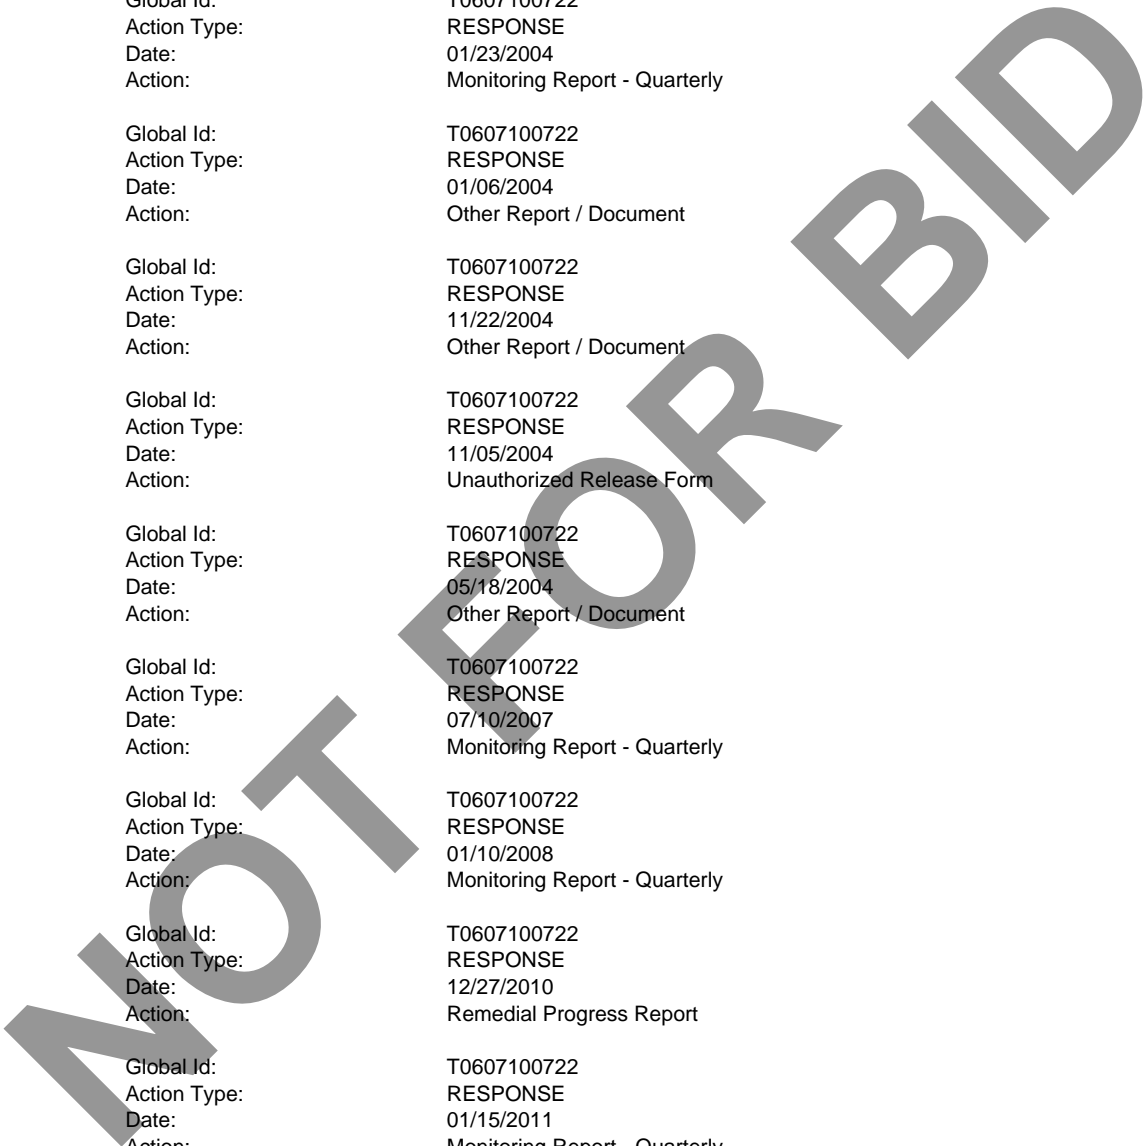 Global Id: T0607100722
Action Type: RESPONSE
Date: 01/23/2004
Action: Monitoring Report - Quarterly
Global Id: T0607100722
Action Type: RESPONSE
Date: 01/06/2004
Action: Other Report / Document
Global Id: T0607100722
Action Type: RESPONSE
Date: 11/22/2004
Action: Other Report / Document
Global Id: T0607100722
Action Type: RESPONSE
Date: 11/05/2004
Action: Unauthorized Release Form
Global Id: T0607100722
Action Type: RESPONSE
Date: 05/18/2004
Action: Other Report / Document
Global Id: T0607100722
Action Type: RESPONSE
Date: 07/10/2007
Action: Monitoring Report - Quarterly
Global Id: T0607100722
Action Type: RESPONSE
Date: 01/10/2008
Action: Monitoring Report - Quarterly
Global Id: T0607100722
Action Type: RESPONSE
Date: 12/27/2010
Action: Remedial Progress Report
Global Id: T0607100722
Action Type: RESPONSE
Date: 01/15/2011
Action: Monitoring Report - Quarterly
NOT FOR BID